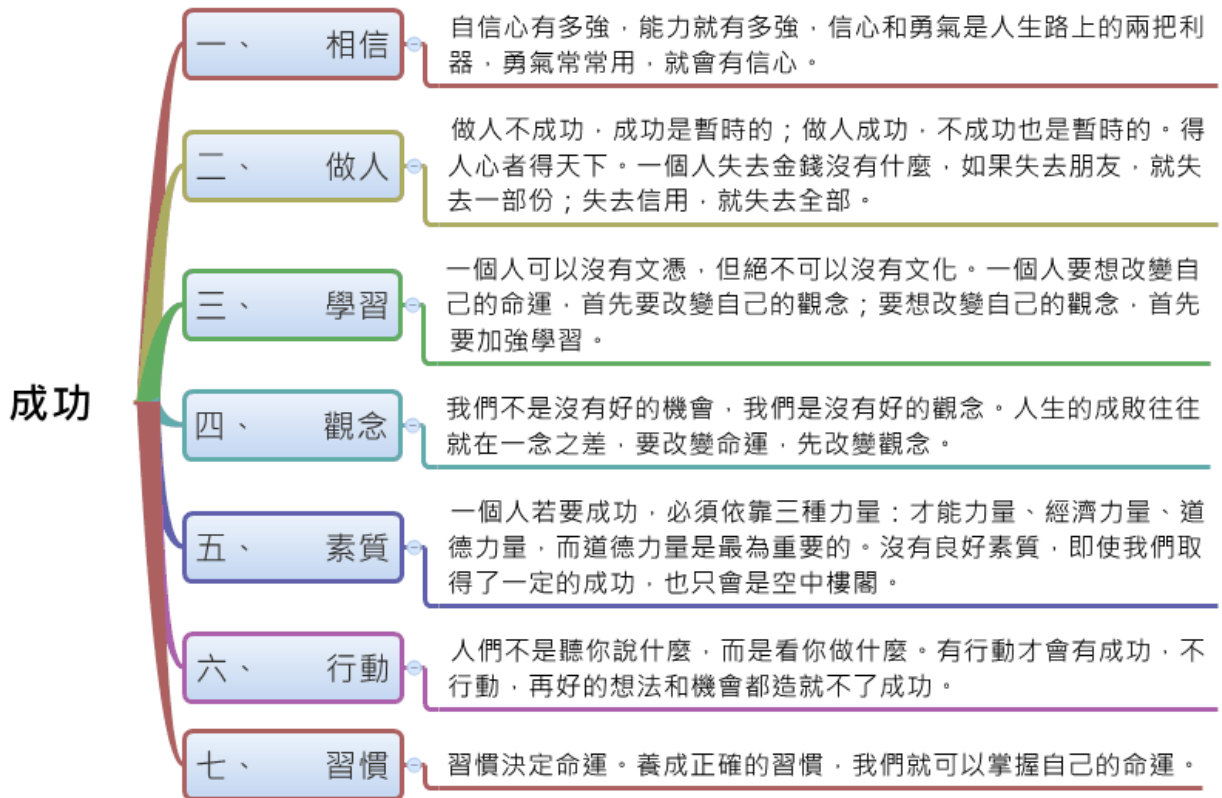 成功
一、 相信
自信心有多強，能力就有多強，信心和勇氣是人生路上的兩把利
器，勇氣常常用，就會有信心。
二、 做人
做人不成功，成功是暫時的；做人成功，不成功也是暫時的。得
人心者得天下。一個人失去金錢沒有什麼，如果失去朋友，就失
去一部份；失去信用，就失去全部。
三、 學習
一個人可以沒有文憑，但絕不可以沒有文化。一個人要想改變自
己的命運，首先要改變自己的觀念；要想改變自己的觀念，首先
要加強學習。
四、 觀念
我們不是沒有好的機會，我們是沒有好的觀念。人生的成敗往往
就在一念之差，要改變命運，先改變觀念。
五、 素質
一個人若要成功，必須依靠三種力量：才能力量、經濟力量、道
德力量，而道德力量是最為重要的。沒有良好素質，即使我們取
得了一定的成功，也只會是空中樓閣。
六、 行動
人們不是聽你說什麼，而是看你做什麼。有行動才會有成功，不
行動，再好的想法和機會都造就不了成功。
七、 習慣
習慣決定命運。養成正確的習慣，我們就可以掌握自己的命運。